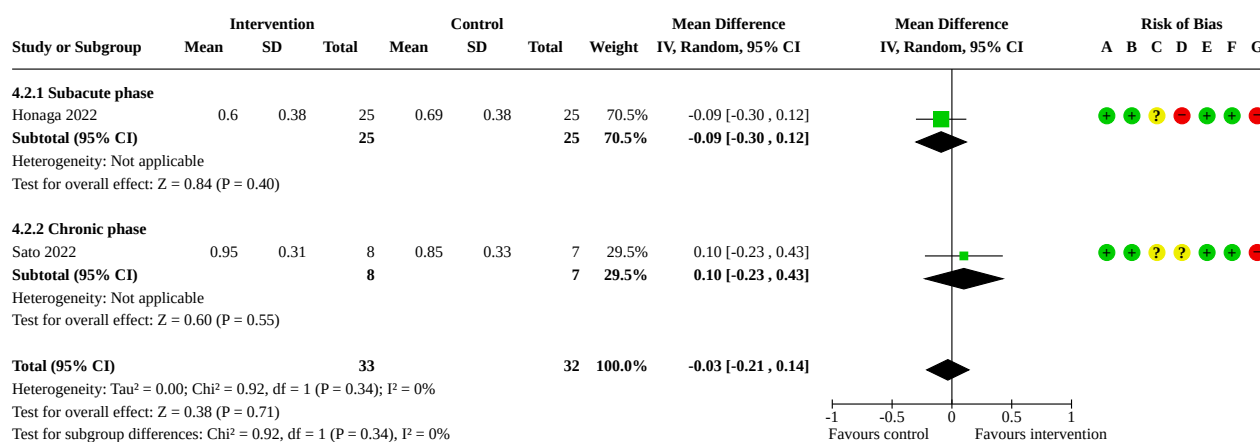 Intervention Control Mean Difference Mean Difference Risk of Bias
Study or Subgroup Mean SD Total Mean SD Total Weight IV, Random, 95% CI IV, Random, 95% CI A B C D E F G
4.2.1 Subacute phase
Honaga 2022 0.6 0.38 25 0.69 0.38 25 70.5% -0.09 [-0.30 , 0.12] + + ? − + + −
Subtotal (95% CI) 25 25 70.5% -0.09 [-0.30 , 0.12]
Heterogeneity: Not applicable
Test for overall effect: Z = 0.84 (P = 0.40)
4.2.2 Chronic phase
Sato 2022 0.95 0.31 8 0.85 0.33 7 29.5% 0.10 [-0.23 , 0.43] + + ? ? + + −
Subtotal (95% CI) 8 7 29.5% 0.10 [-0.23 , 0.43]
Heterogeneity: Not applicable
Test for overall effect: Z = 0.60 (P = 0.55)
Total (95% CI) 33 32 100.0% -0.03 [-0.21 , 0.14]
Heterogeneity: Tau² = 0.00; Chi² = 0.92, df = 1 (P = 0.34); I² = 0%
Test for overall effect: Z = 0.38 (P = 0.71) -1 -0.5 0 0.5 1
Test for subgroup differences: Chi² = 0.92, df = 1 (P = 0.34), I² = 0% Favours control Favours intervention